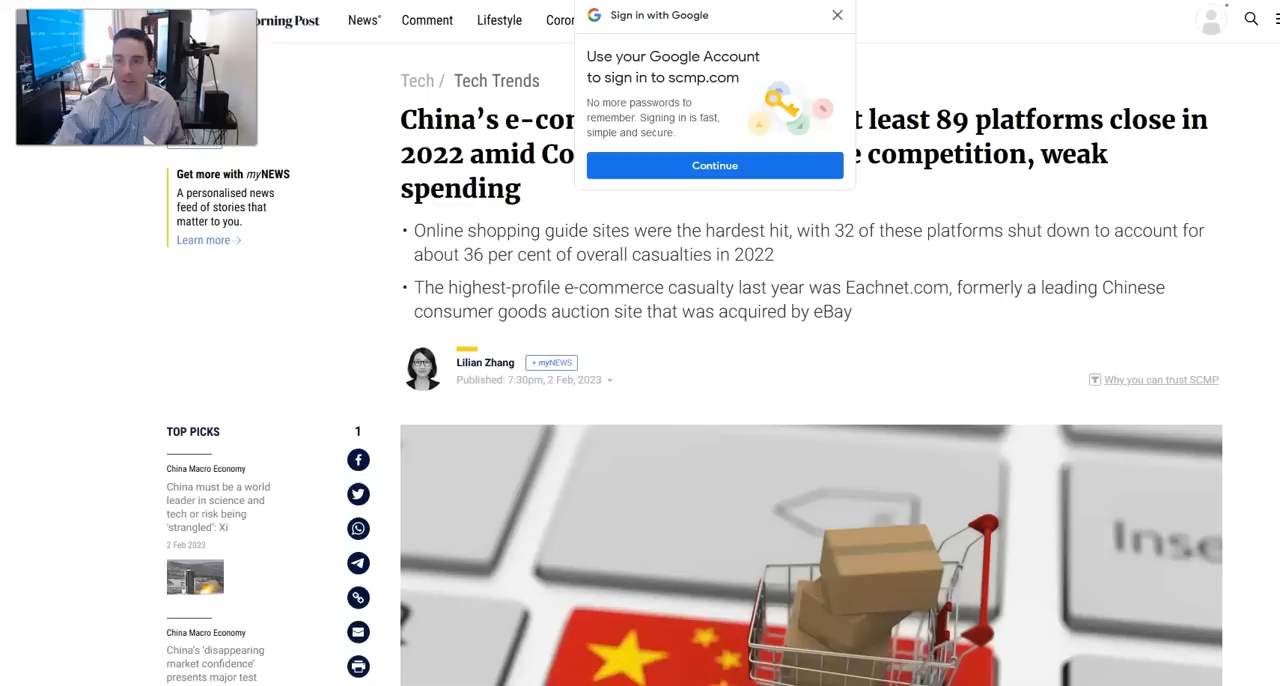 orning Post
News
Comment
Lifestyle
Coror
Sign in with Google
Use your Google Account
to sign in to scmp.com
No more passwords to
remember. Signing in is fast,
simple and secure.
Continue
Tech / Tech Trends
China's e-con t least 89 platforms close in
2022 amid Co e competition, weak
spending
Get more with myNEWS
A personalised news
feed of stories that
matter to you.
Learn more
• Online shopping guide sites were the hardest hit, with 32 of these platforms shut down to account for
about 36 per cent of overall casualties in 2022
• The highest-profile e-commerce casualty last year was Eachnet.com, formerly a leading Chinese
consumer goods auction site that was acquired by eBay
Lilian Zhang
+ myNEWS
Published: 7:30pm, 2 Feb, 2023
Why you can trust SCMP
TOP PICKS
1
China Macro Economy
China must be a world
leader in science and
tech or risk being
'strangled': Xi
2 Feb 2023
China Macro Economy
China's 'disappearing
market confidence'
presents major test
Inse